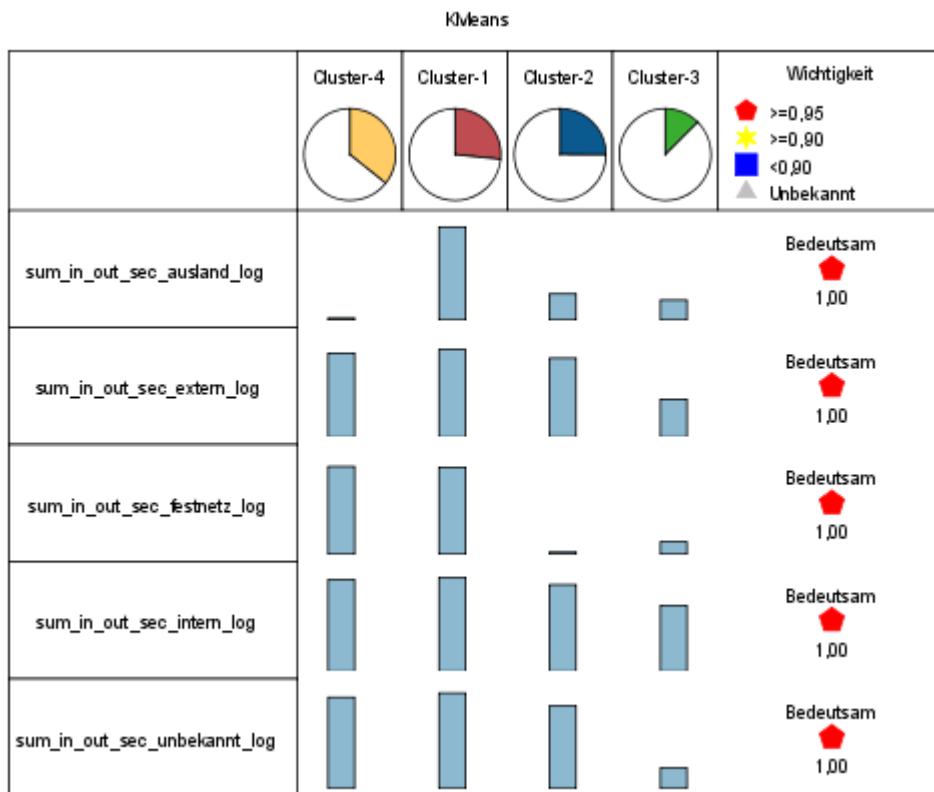 KMeans
Cluster-4
Cluster-1
Cluster-2
Cluster-3
Wichtigkeit
>=0,95
>=0,90
<0,90
Unbekannt
sum_in_out_sec_ausland_log
Bedeutsam
1,00
sum_in_out_sec_extern_log
Bedeutsam
1,00
sum_in_out_sec_festnetz_log
Bedeutsam
1,00
sum_in_out_sec_intern_log
Bedeutsam
1,00
sum_in_out_sec_unbekannt_log
Bedeutsam
1,00